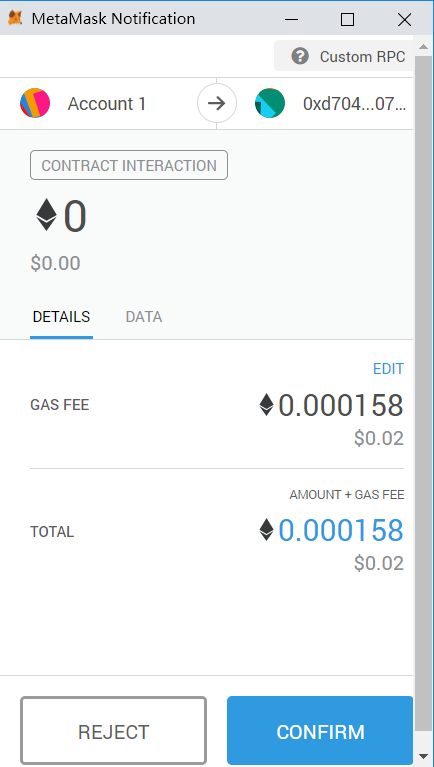 MetaMask Notification
? Custom RPC
Account 1
0xd704...07...
CONTRACT INTERACTION
0
$0.00
DETAILS DATA
EDIT
GAS FEE 0.000158
$0.02
AMOUNT + GAS FEE
TOTAL 0.000158
$0.02
REJECT CONFIRM